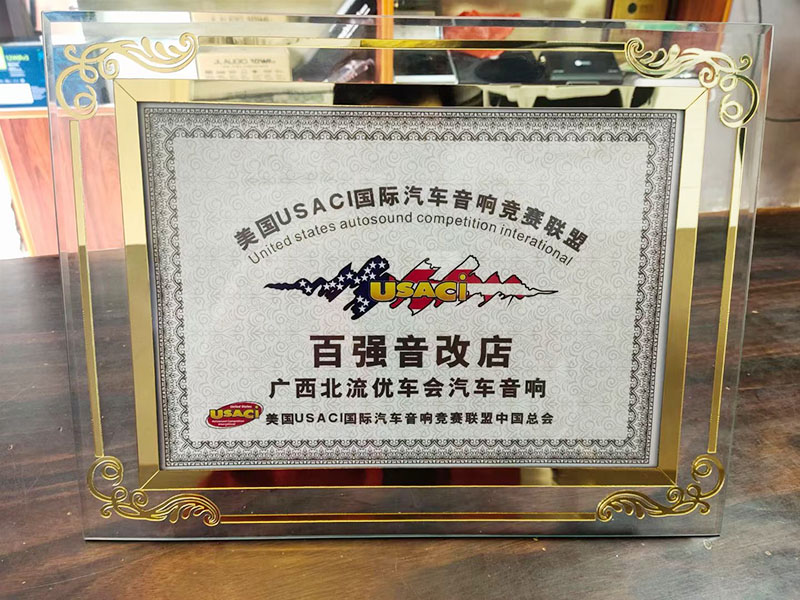 美国USACI国际汽车音响竞赛联盟
United states autosound competition interational
USACi
百强音改店
广西北流优车会汽车音响
United States
USACi
美国USACI国际汽车音响竞赛联盟中国总会